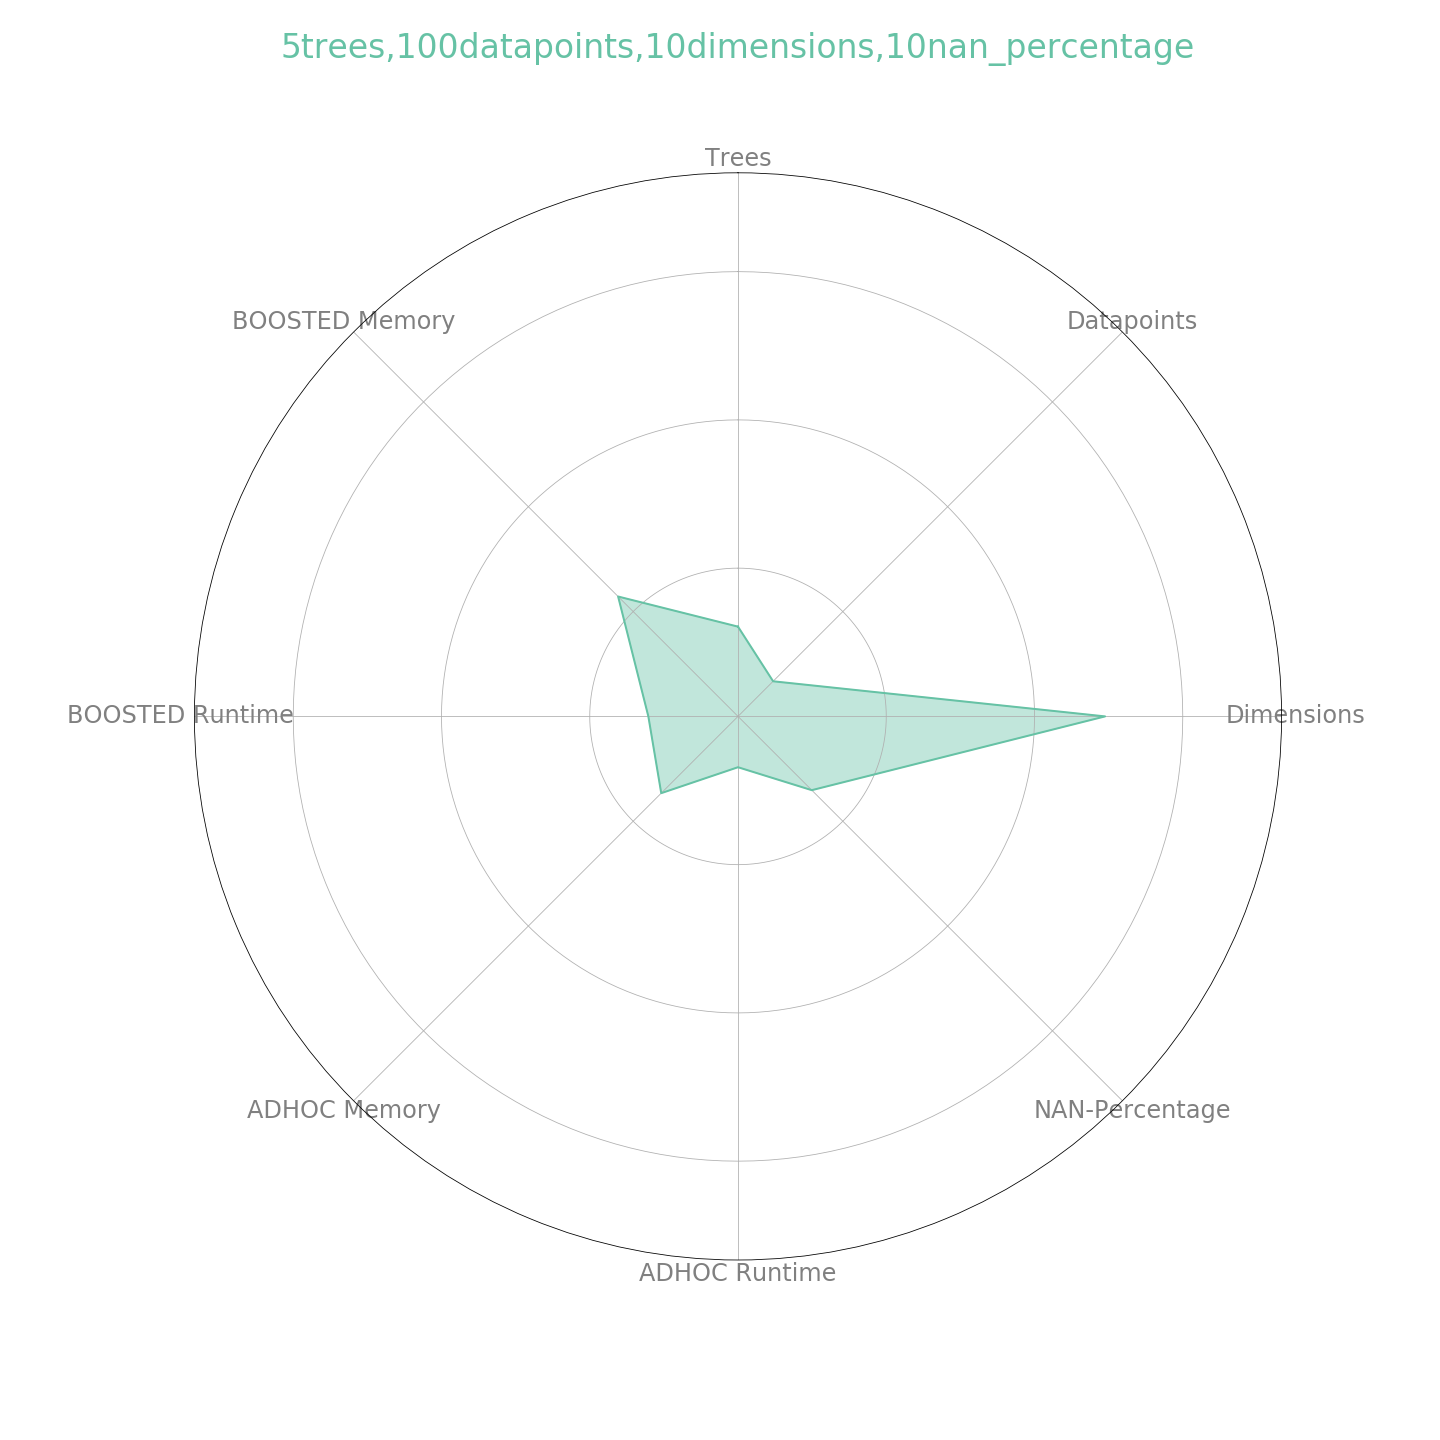 5trees,100datapoints,10dimensions,10nan_percentage
Trees
BOOSTED Memory
Datapoints
BOOSTED Runtime
Dimensions
ADHOC Memory
NAN-Percentage
ADHOC Runtime